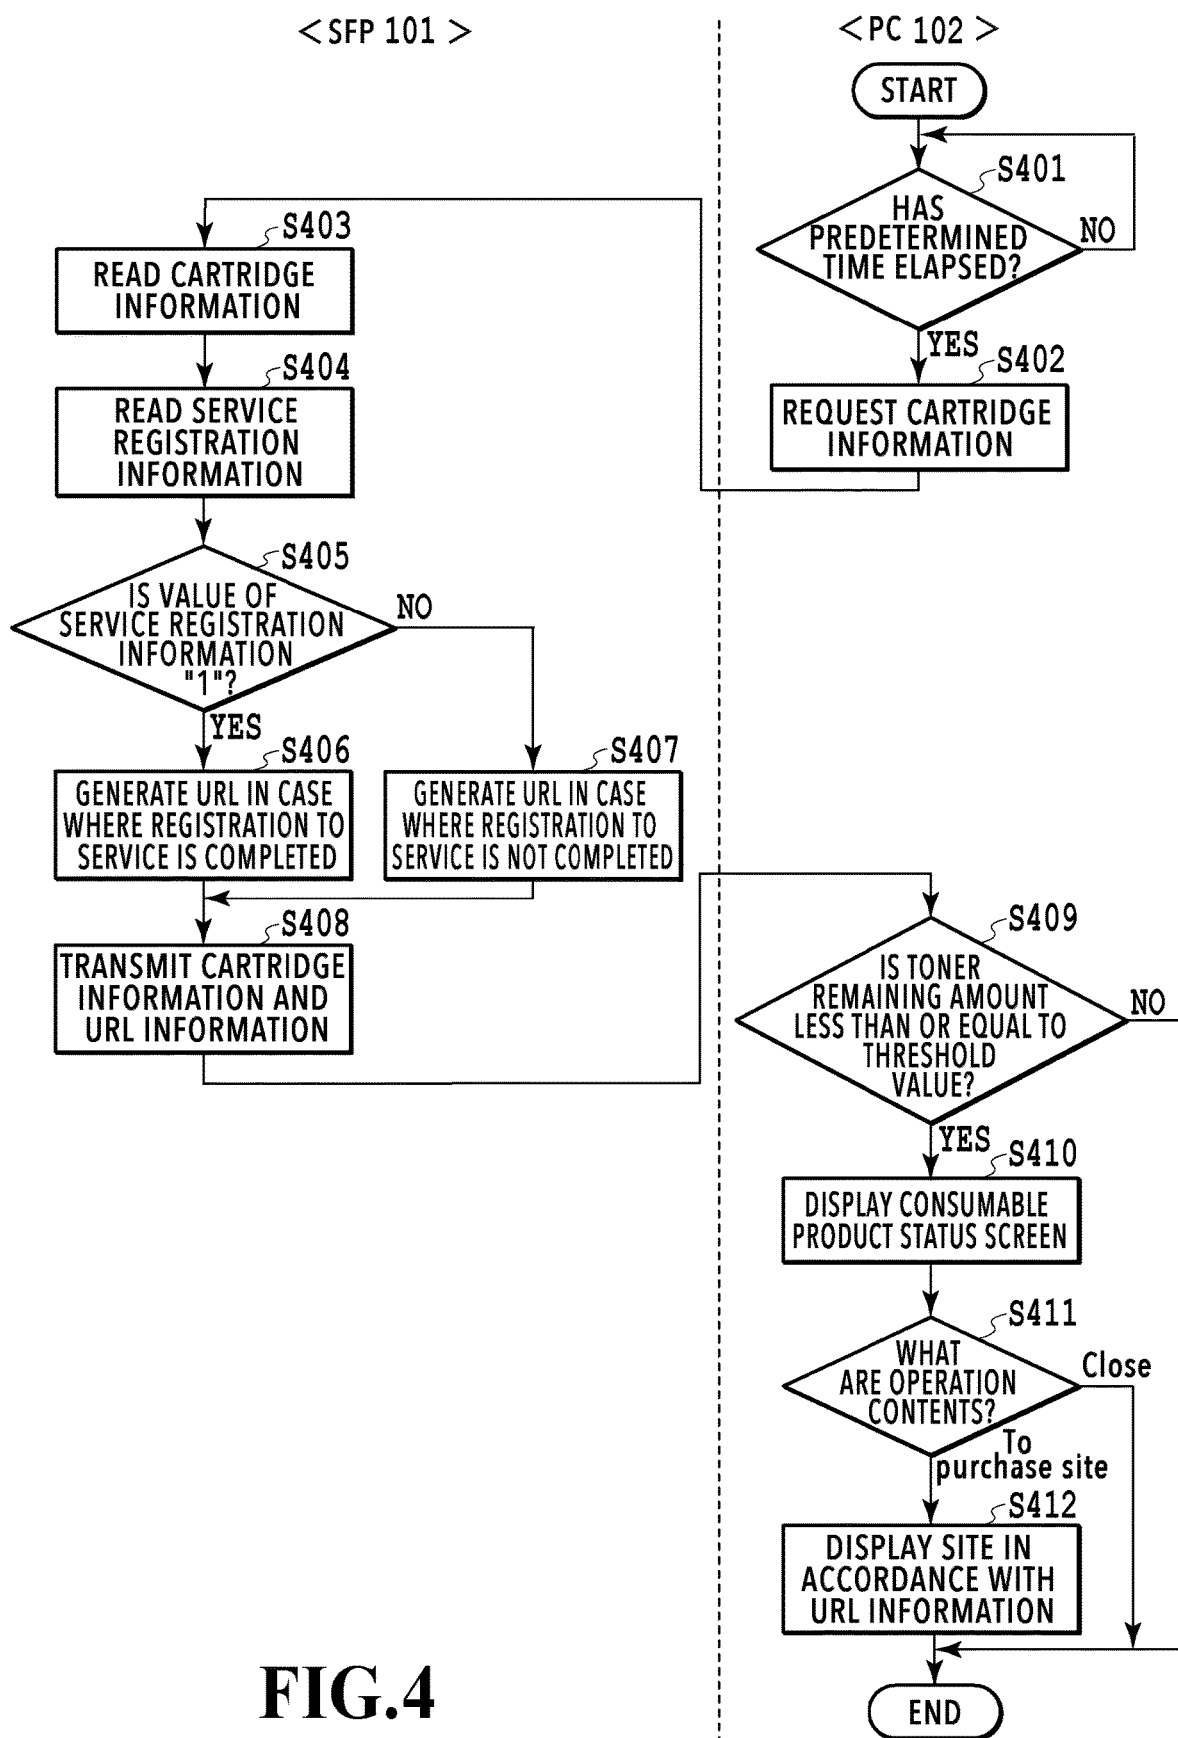 <SFP 101>
<PC 102>
START
S401
HAS
PREDETERMINED
TIME ELAPSED?
NO
YES
S402
REQUEST CARTRIDGE
INFORMATION
S403
READ CARTRIDGE
INFORMATION
S404
READ SERVICE
REGISTRATION
INFORMATION
S405
IS VALUE OF
SERVICE REGISTRATION
INFORMATION
"1"?
NO
YES
S406
GENERATE URL IN CASE
WHERE REGISTRATION TO
SERVICE IS COMPLETED
S407
GENERATE URL IN CASE
WHERE REGISTRATION TO
SERVICE IS NOT COMPLETED
S408
TRANSMIT CARTRIDGE
INFORMATION AND
URL INFORMATION
S409
IS TONER
REMAINING AMOUNT
LESS THAN OR EQUAL TO
THRESHOLD
VALUE?
NO
YES
S410
DISPLAY CONSUMABLE
PRODUCT STATUS SCREEN
S411
WHAT
ARE OPERATION
CONTENTS?
Close
To
purchase site
S412
DISPLAY SITE IN
ACCORDANCE WITH
URL INFORMATION
END
FIG.4